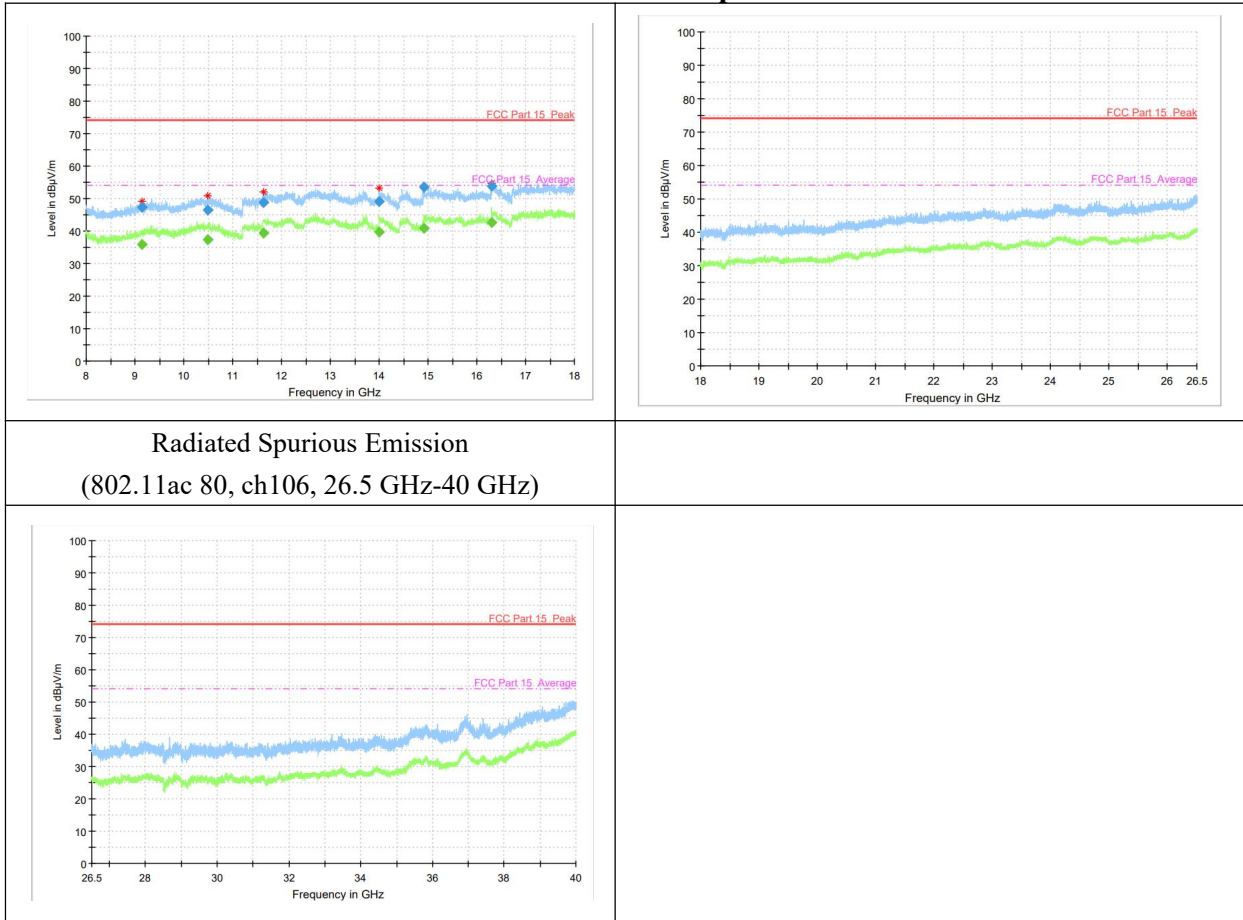 100
90
80
70
60
50
40
30
20
10
0
Level in dBµV/m
FCC Part 15 Peak
FCC Part 15 Average
8 9 10 11 12 13 14 15 16 17 18
Frequency in GHz
100
90
80
70
60
50
40
30
20
10
0
Level in dBµV/m
FCC Part 15 Peak
FCC Part 15 Average
18 19 20 21 22 23 24 25 26 26.5
Frequency in GHz
Radiated Spurious Emission
(802.11ac 80, ch106, 26.5 GHz-40 GHz)
100
90
80
70
60
50
40
30
20
10
0
Level in dBµV/m
FCC Part 15 Peak
FCC Part 15 Average
26.5 28 30 32 34 36 38 40
Frequency in GHz